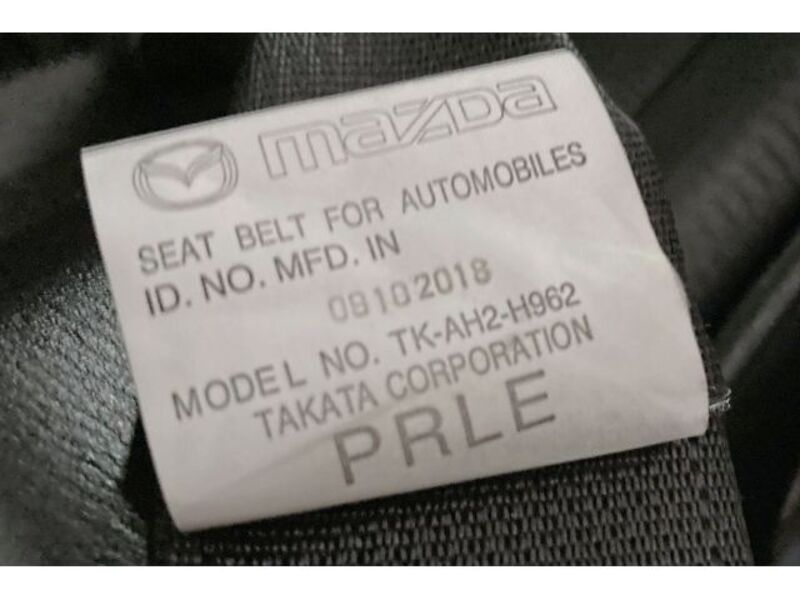 mazda
SEAT BELT FOR AUTOMOBILES
ID. NO. MFD. IN
08102018
MODEL NO. TK-AH2-H962
TAKATA CORPORATION
PRLE